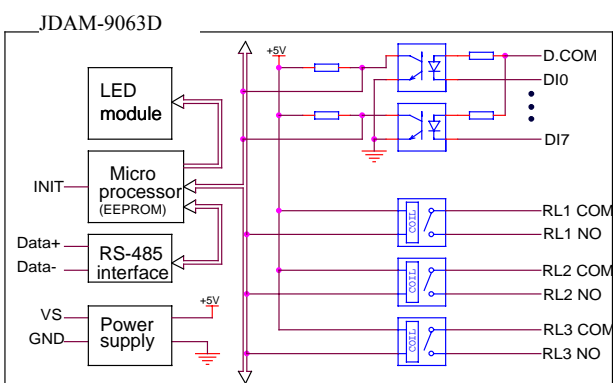 JDAM-9063D
+5V
D.COM
DI0
DI7
LED
module
INIT
Micro
processor
(EEPROM)
Data+
Data-
RS-485
interface
VS
GND
Power
supply
+5V
COIL
RL1 COM
RL1 NO
COIL
RL2 COM
RL2 NO
COIL
RL3 COM
RL3 NO